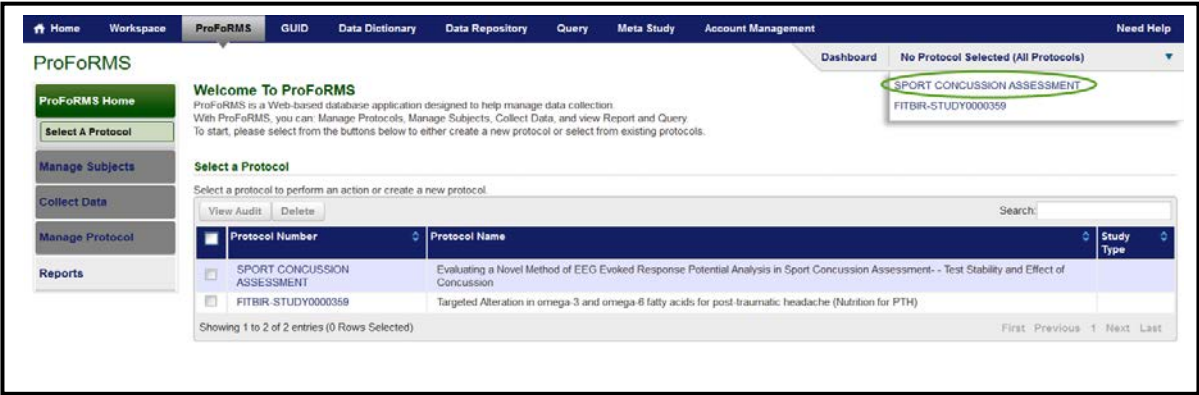 Home Workspace ProFoRMS GUID Data Dictionary Data Repository Query Meta Study Account Management Need Help
ProFoRMS
Dashboard No Protocol Selected (All Protocols)
SPORT CONCUSSION ASSESSMENT
FITBIR-STUDY0000359
ProFoRMS Home
Select A Protocol
Manage Subjects
Collect Data
Manage Protocol
Reports
Welcome To ProFoRMS
ProFoRMS is a Web-based database application designed to help manage data collection.
With ProFoRMS, you can: Manage Protocols, Manage Subjects, Collect Data, and view Report and Query.
To start, please select from the buttons below to either create a new protocol or select from existing protocols.
Select a Protocol
Select a protocol to perform an action or create a new protocol.
View Audit Delete Search:
Protocol Number Protocol Name Study
Type
SPORT CONCUSSION
ASSESSMENT
Evaluating a Novel Method of EEG Evoked Response Potential Analysis in Sport Concussion Assessment- - Test Stability and Effect of
Concussion
FITBIR-STUDY0000359 Targeted Alteration in omega-3 and omega-6 fatty acids for post-traumatic headache (Nutrition for PTH)
Showing 1 to 2 of 2 entries (0 Rows Selected) First Previous 1 Next Last